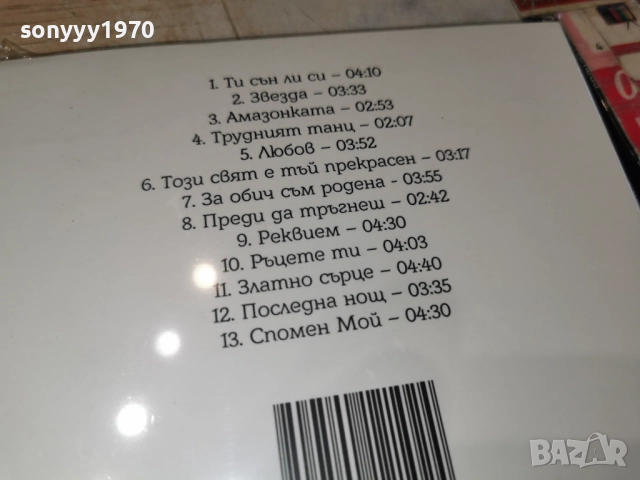 sonyyy1970
1. Ти сън ли си – 04:10
2. Звезда – 03:33
3. Амазонката – 02:53
4. Трудният танц – 02:07
5. Любов – 03:52
6. Този свят е тъй прекрасен – 03:17
7. За обич съм родена - 03:55
8. Преди да тръгнеш – 02:42
9. Реквием – 04:30
10. Ръцете ти – 04:03
11. Златно сърце – 04:40
12. Последна нощ – 03:35
13. Спомен Мой – 04:30
BAZAR
sonyyy1970